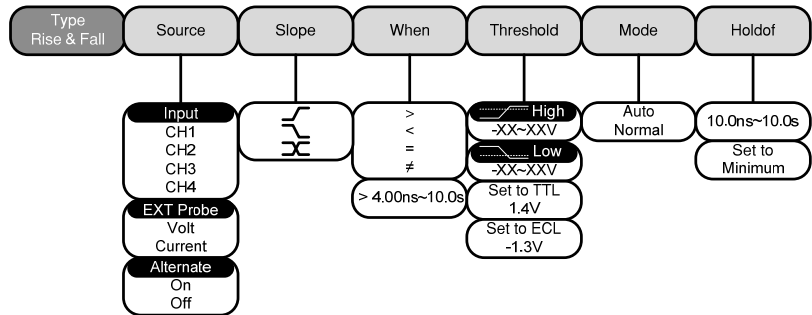 Type
Rise & Fall
Source
Slope
When
Threshold
Mode
Holdof
Input
CH1
CH2
CH3
CH4
EXT Probe
Volt
Current
Alternate
On
Off
>
<
=
≠
> 4.00ns~10.0s
High
-XX~XXV
Low
-XX~XXV
Set to TTL
1.4V
Set to ECL
-1.3V
Auto
Normal
10.0ns~10.0s
Set to
Minimum